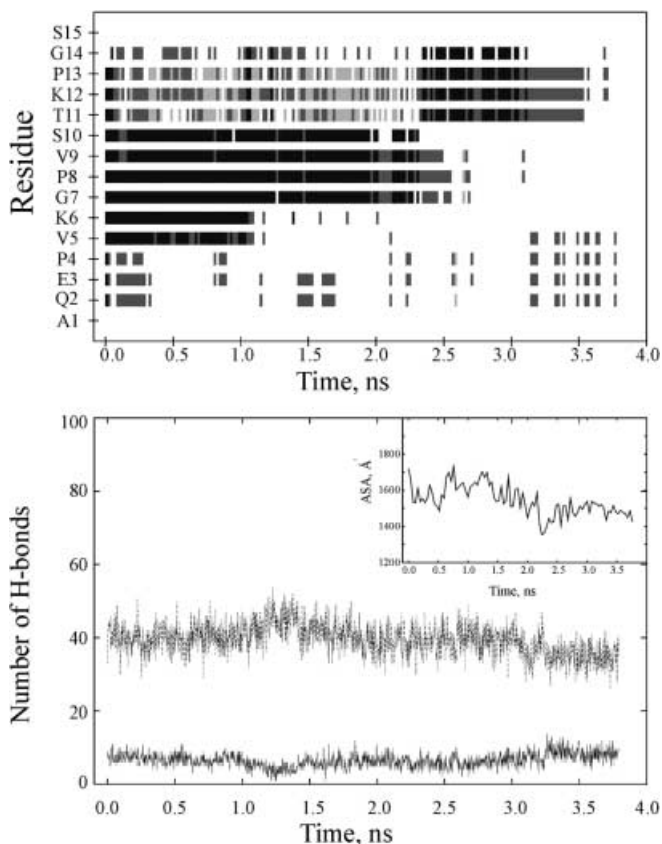 Residue
S15
G14
P13
K12
T11
S10
V9
P8
G7
K6
V5
P4
E3
Q2
A1
0.0 0.5 1.0 1.5 2.0 2.5 3.0 3.5 4.0
Time, ns
Number of H-bonds
100
80
60
40
20
0
ASA, Å
1800
1600
1400
1200
0.0 0.5 1.0 1.5 2.0 2.5 3.0 3.5
Time, ns
0.0 0.5 1.0 1.5 2.0 2.5 3.0 3.5 4.0
Time, ns